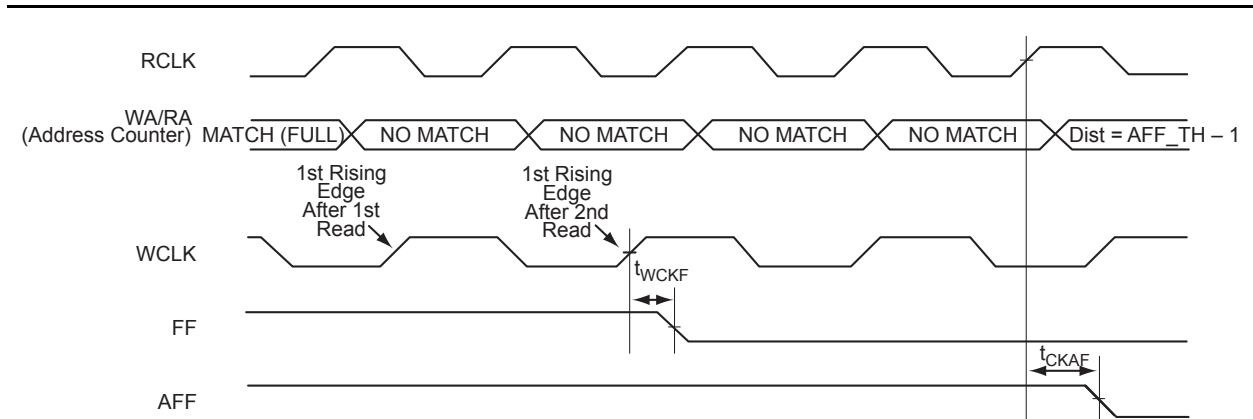 RCLK
WA/RA
(Address Counter)
MATCH (FULL)
NO MATCH
NO MATCH
NO MATCH
NO MATCH
Dist = AFF_TH – 1
1st Rising
Edge
After 1st
Read
1st Rising
Edge
After 2nd
Read
WCLK
tWCKF
FF
tCKAF
AFF